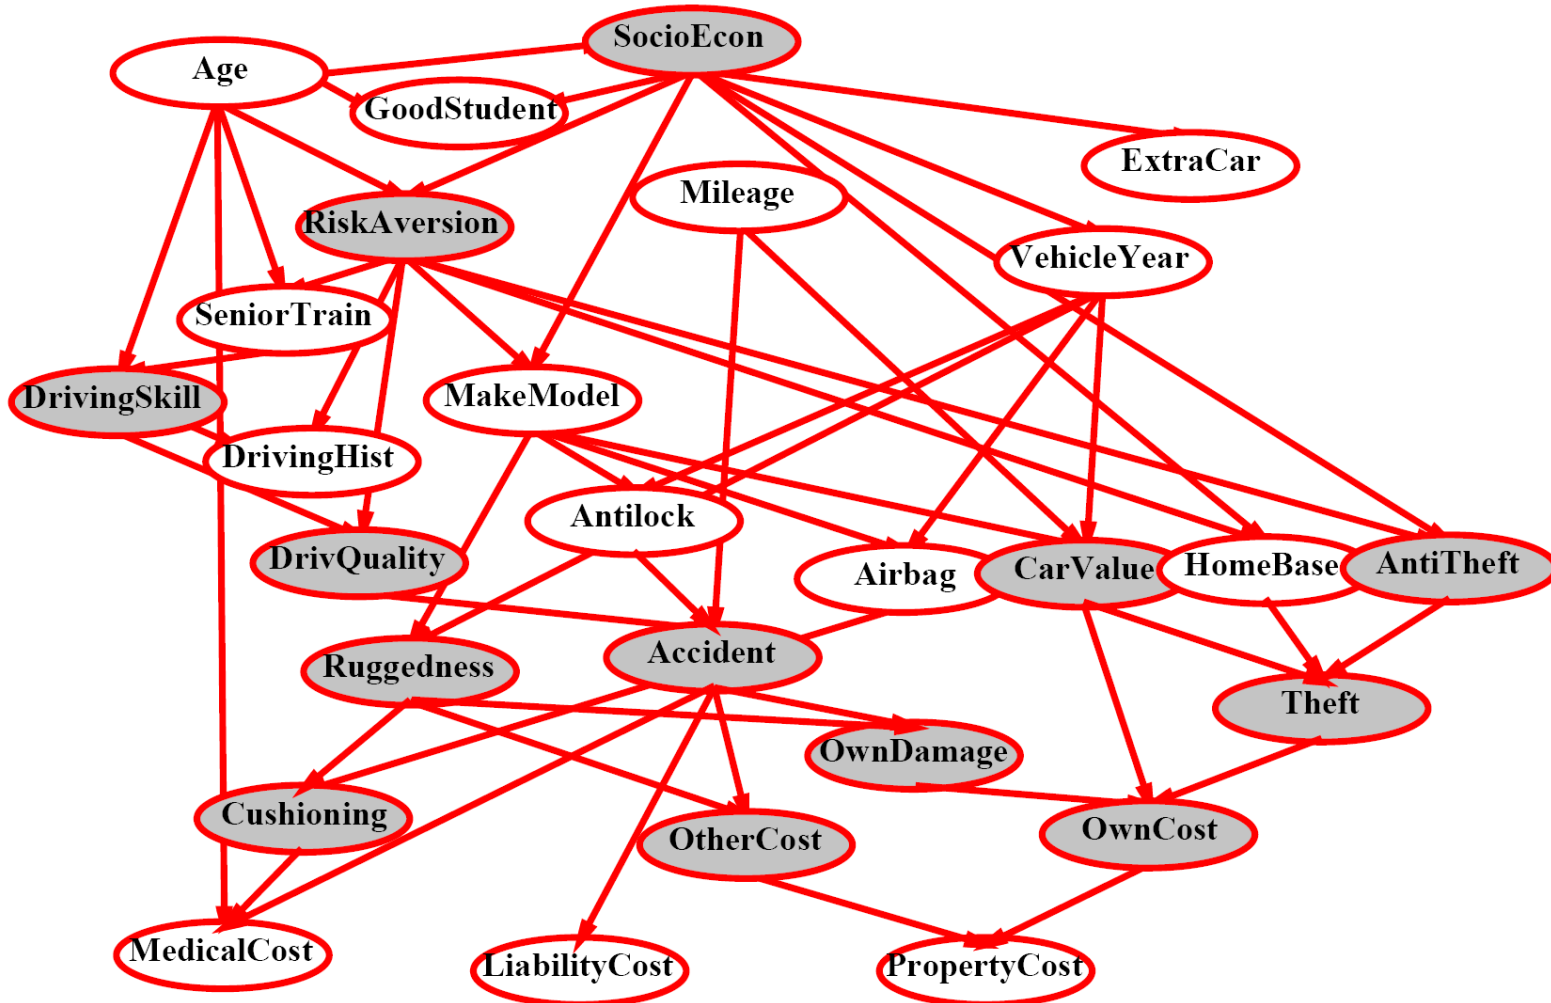 SocioEcon
Age
GoodStudent
ExtraCar
Mileage
RiskAversion
VehicleYear
SeniorTrain
DrivingSkill
MakeModel
DrivingHist
Antilock
DrivQuality
Airbag
CarValue
HomeBase
AntiTheft
Ruggedness
Accident
Theft
OwnDamage
Cushioning
OtherCost
OwnCost
MedicalCost
LiabilityCost
PropertyCost